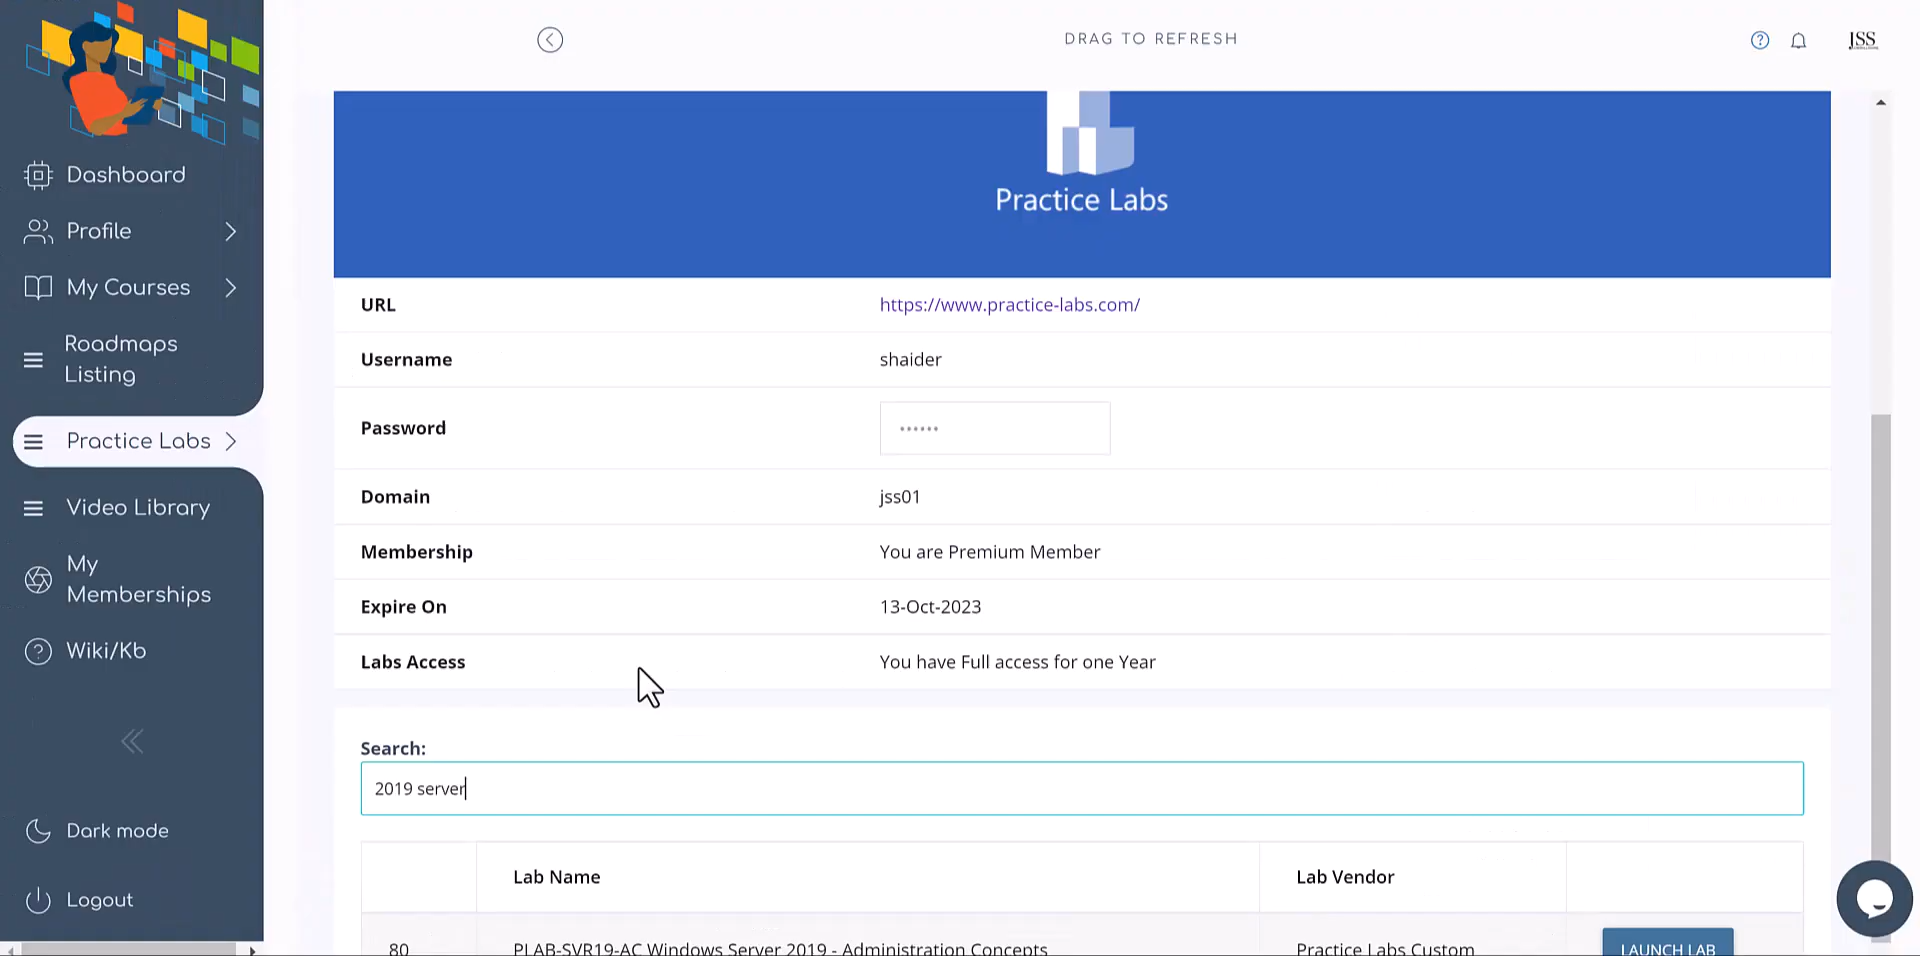 DRAG TO REFRESH
JSS
Dashboard
Profile
My Courses
Roadmaps
Listing
Practice Labs
Video Library
My
Memberships
Wiki/Kb
Dark mode
Logout
Practice Labs
URL
https://www.practice-labs.com/
Username
shaider
Password
••••••
Domain
jss01
Membership
You are Premium Member
Expire On
13-Oct-2023
Labs Access
You have Full access for one Year
Search:
2019 server
Lab Name
Lab Vendor
80
PLAB-SVR19-AC Windows Server 2019 - Administration Concepts
Practice Labs Custom
LAUNCH LAB